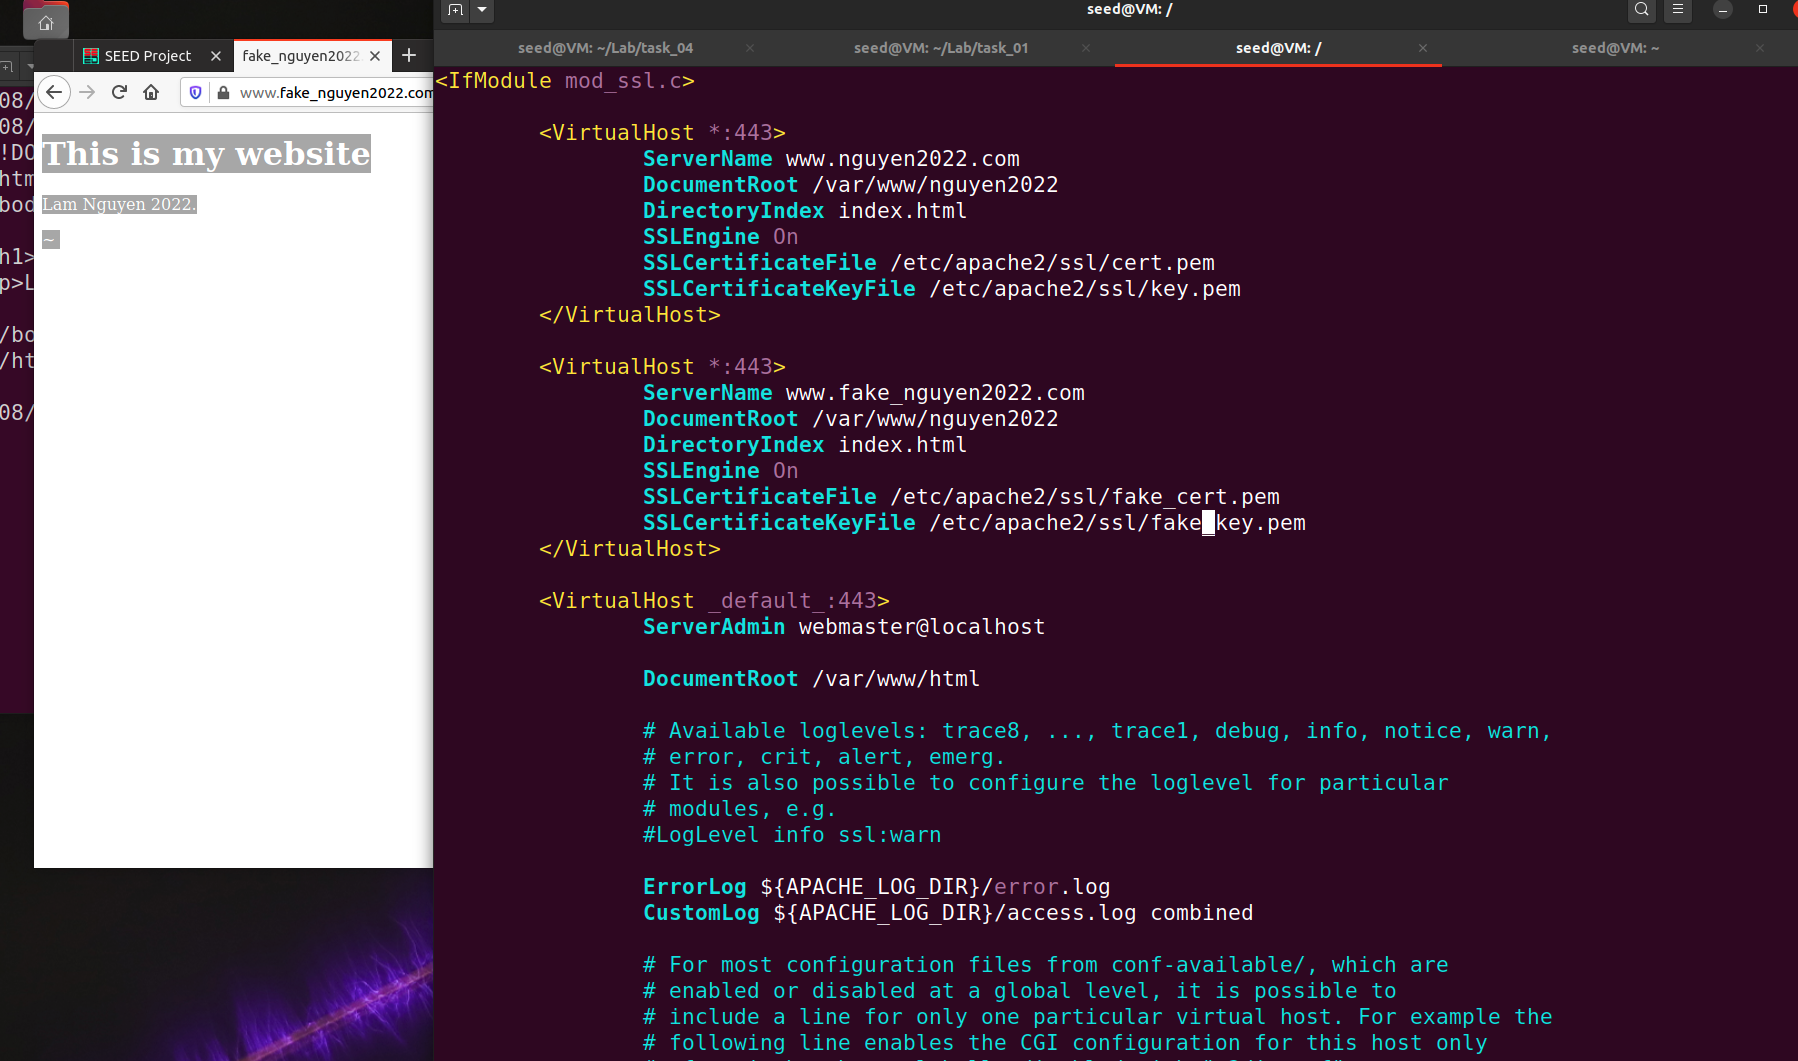 seed@VM: /
SEED Project
fake_nguyen2022
www.fake_nguyen2022.com
This is my website
Lam Nguyen 2022.
~
08/
08/
!DO
htm
bod
h1>
p>L
/bo
/ht
08/
seed@VM: ~/Lab/task_04
seed@VM: ~/Lab/task_01
seed@VM: /
seed@VM: ~
<IfModule mod_ssl.c>
<VirtualHost *:443>
ServerName www.nguyen2022.com
DocumentRoot /var/www/nguyen2022
DirectoryIndex index.html
SSLEngine On
SSLCertificateFile /etc/apache2/ssl/cert.pem
SSLCertificateKeyFile /etc/apache2/ssl/key.pem
</VirtualHost>
<VirtualHost *:443>
ServerName www.fake_nguyen2022.com
DocumentRoot /var/www/nguyen2022
DirectoryIndex index.html
SSLEngine On
SSLCertificateFile /etc/apache2/ssl/fake_cert.pem
SSLCertificateKeyFile /etc/apache2/ssl/fake key.pem
</VirtualHost>
<VirtualHost _default_:443>
ServerAdmin webmaster@localhost
DocumentRoot /var/www/html
# Available loglevels: trace8, ..., trace1, debug, info, notice, warn,
# error, crit, alert, emerg.
# It is also possible to configure the loglevel for particular
# modules, e.g.
#LogLevel info ssl:warn
ErrorLog ${APACHE_LOG_DIR}/error.log
CustomLog ${APACHE_LOG_DIR}/access.log combined
# For most configuration files from conf-available/, which are
# enabled or disabled at a global level, it is possible to
# include a line for only one particular virtual host. For example the
# following line enables the CGI configuration for this host only